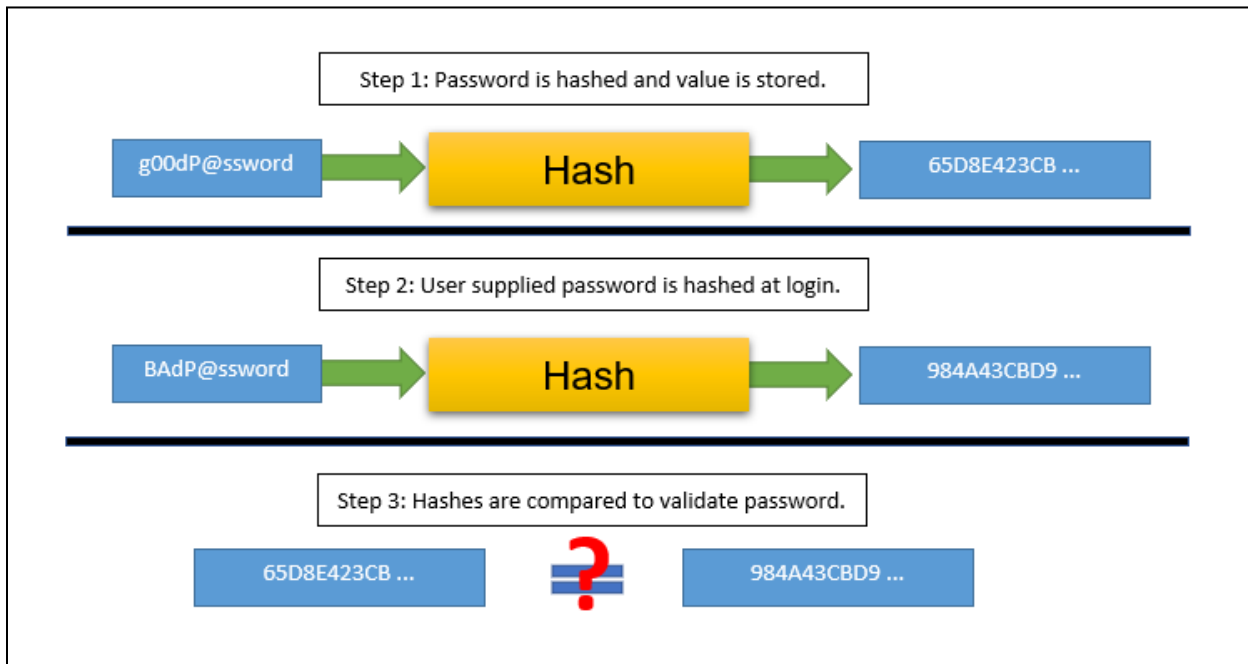 Step 1: Password is hashed and value is stored.
g00dP@ssword
Hash
65D8E423CB ...
Step 2: User supplied password is hashed at login.
BAdP@ssword
Hash
984A43CBD9 ...
Step 3: Hashes are compared to validate password.
65D8E423CB ...
?
984A43CBD9 ...